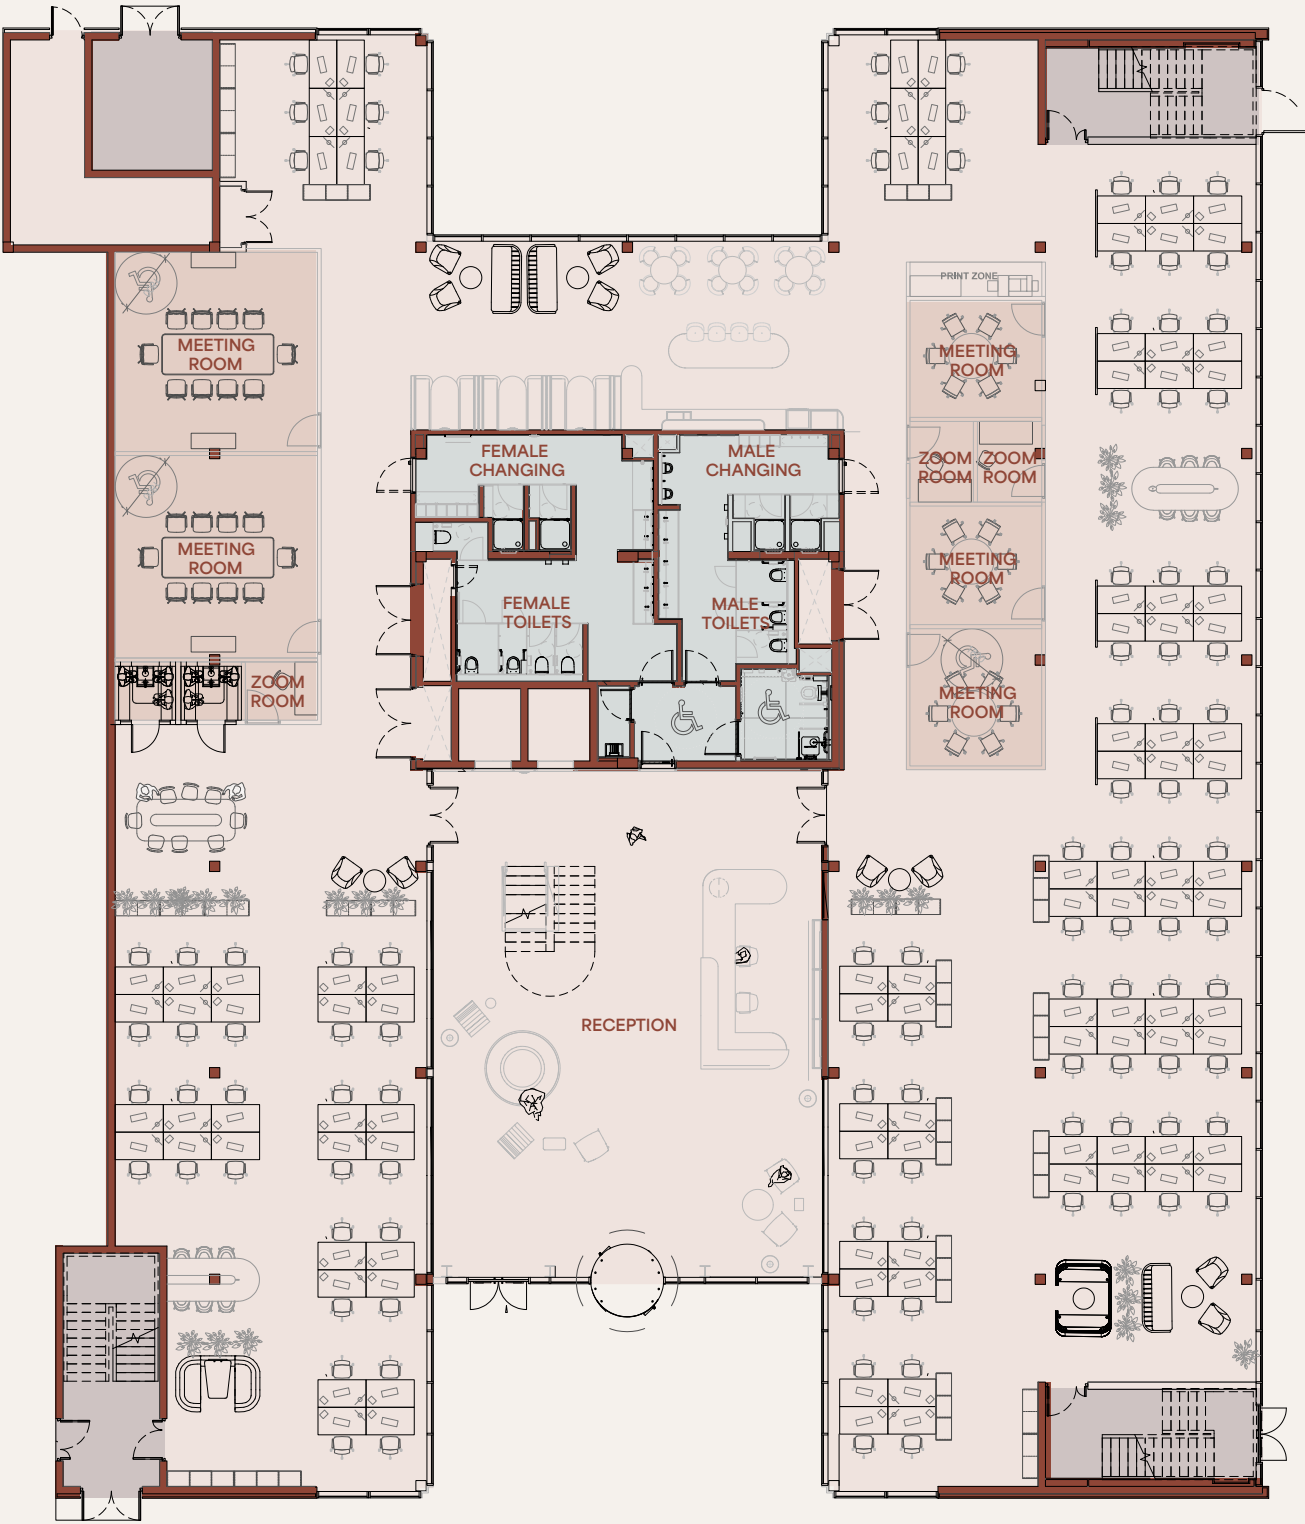 PRINT ZONE
MEETING
ROOM
MEETING
ROOM
FEMALE
CHANGING
MALE
CHANGING
ZOOM
ROOM
ZOOM
ROOM
MEETING
ROOM
MEETING
ROOM
FEMALE
TOILETS
MALE
TOILETS
ZOOM
ROOM
MEETING
ROOM
RECEPTION